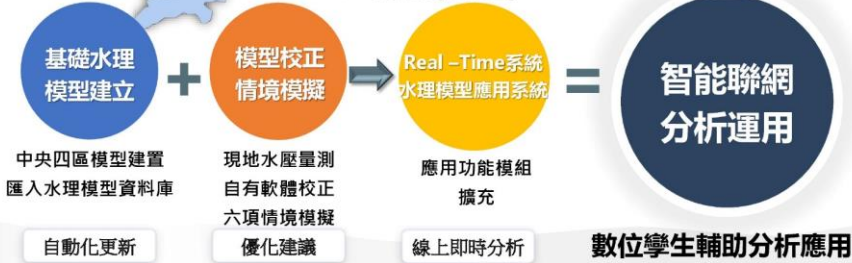 基礎水理
模型建立
+
模型校正
情境模擬
Real –Time系統
水理模型應用系統
=
智能聯網
分析運用
中央四區模型建置
匯入水理模型資料庫
現地水壓量測
自有軟體校正
六項情境模擬
應用功能模組
擴充
自動化更新
優化建議
線上即時分析
數位孿生輔助分析應用